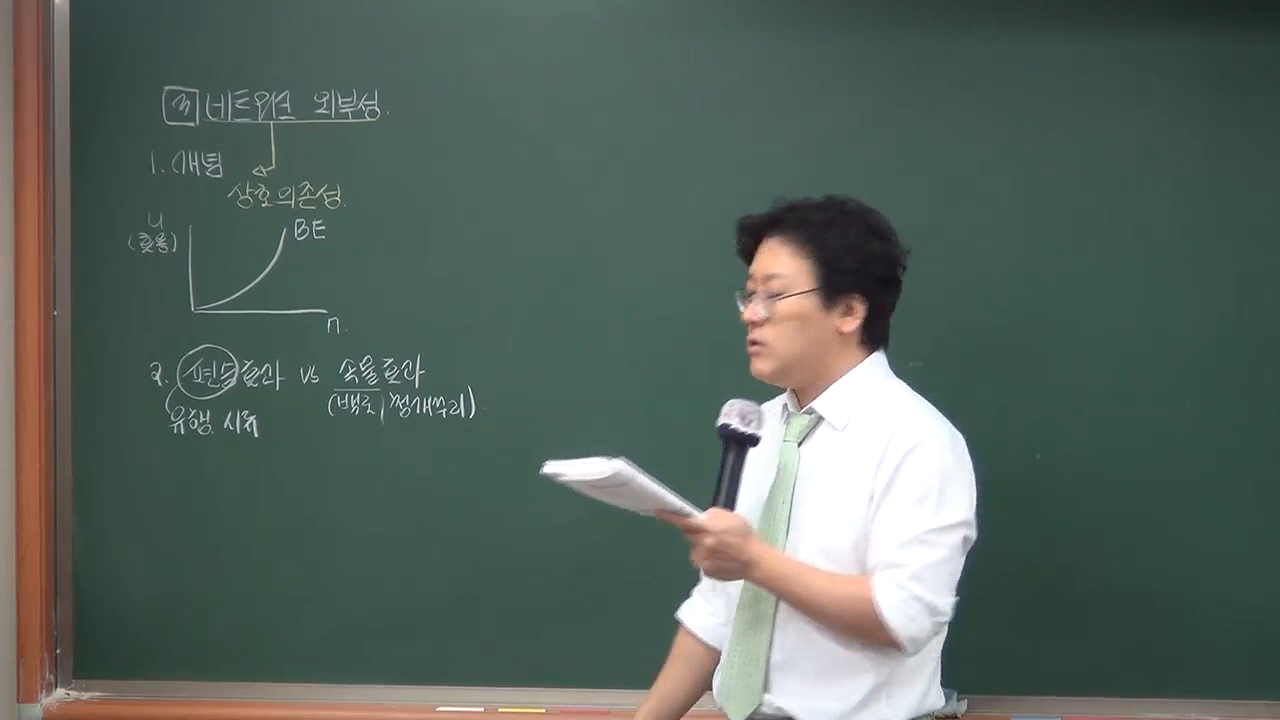 3 네트워크 외부성.
1. 개념
상호의존성.
U
(효용)
BE
n.
2. 편승효과 vs 속물효과
(백로, 청개구리).
유행. 시류